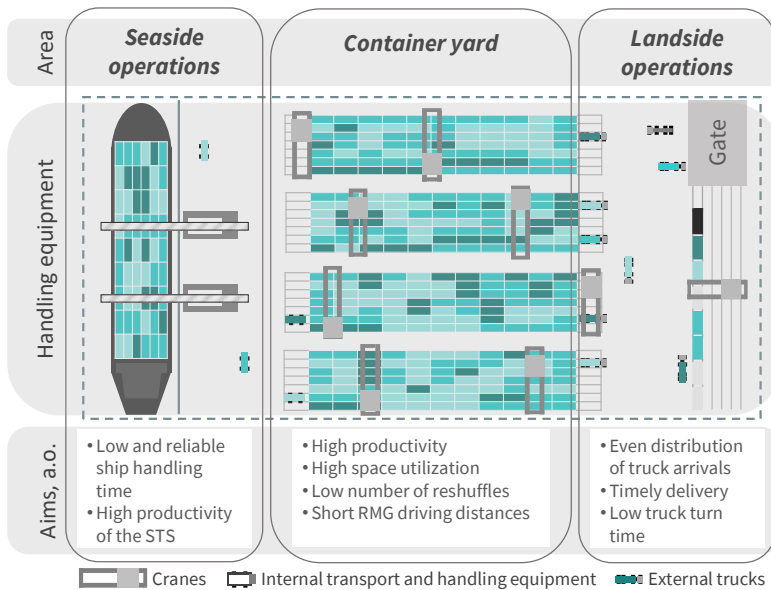 Area
Seaside
operations
Container yard
Landside
operations
Handling equipment
Gate
Aims, a.o.
• Low and reliable
ship handling
time
• High productivity
of the STS
• High productivity
• High space utilization
• Low number of reshuffles
• Short RMG driving distances
• Even distribution
of truck arrivals
• Timely delivery
• Low truck turn
time
Cranes
Internal transport and handling equipment
External trucks